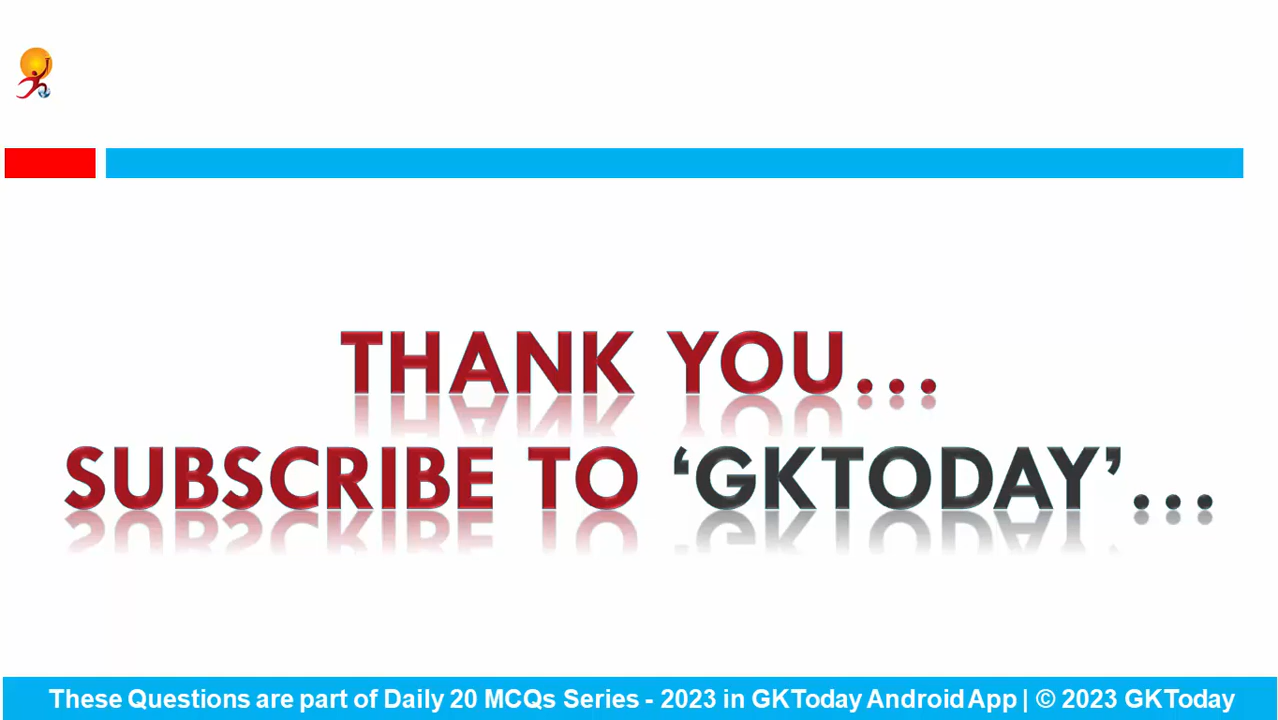 THANK YOU...
SUBSCRIBE TO ‘GKTODAY’...
These Questions are part of Daily 20 MCQs Series - 2023 in GKToday Android App | © 2023 GKToday